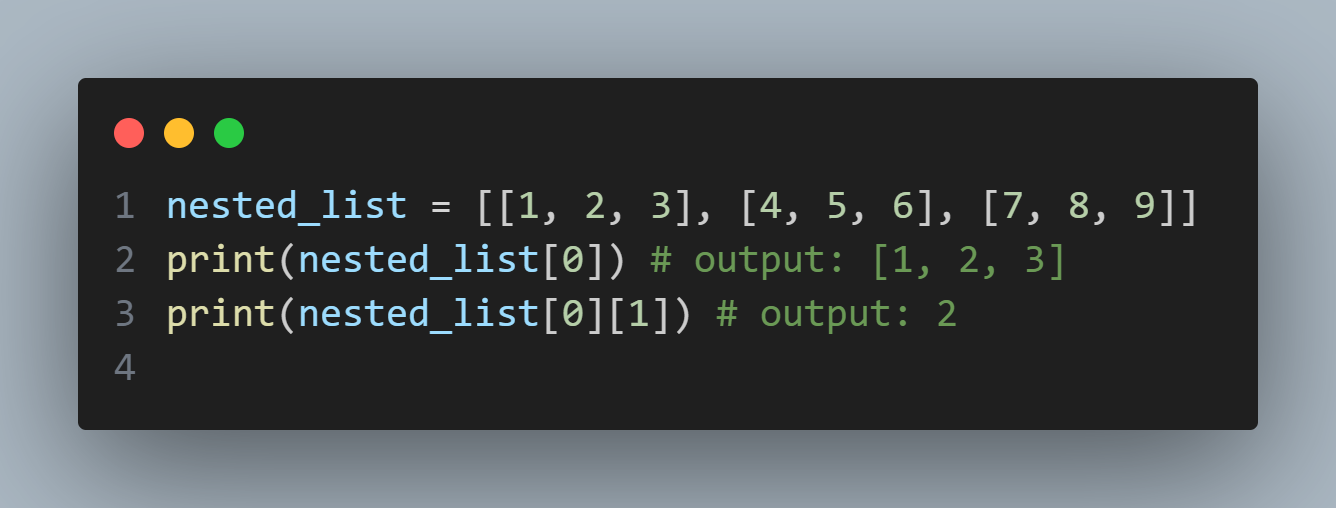 1 nested_list = [[1, 2, 3], [4, 5, 6], [7, 8, 9]]
2 print(nested_list[0]) # output: [1, 2, 3]
3 print(nested_list[0][1]) # output: 2
4